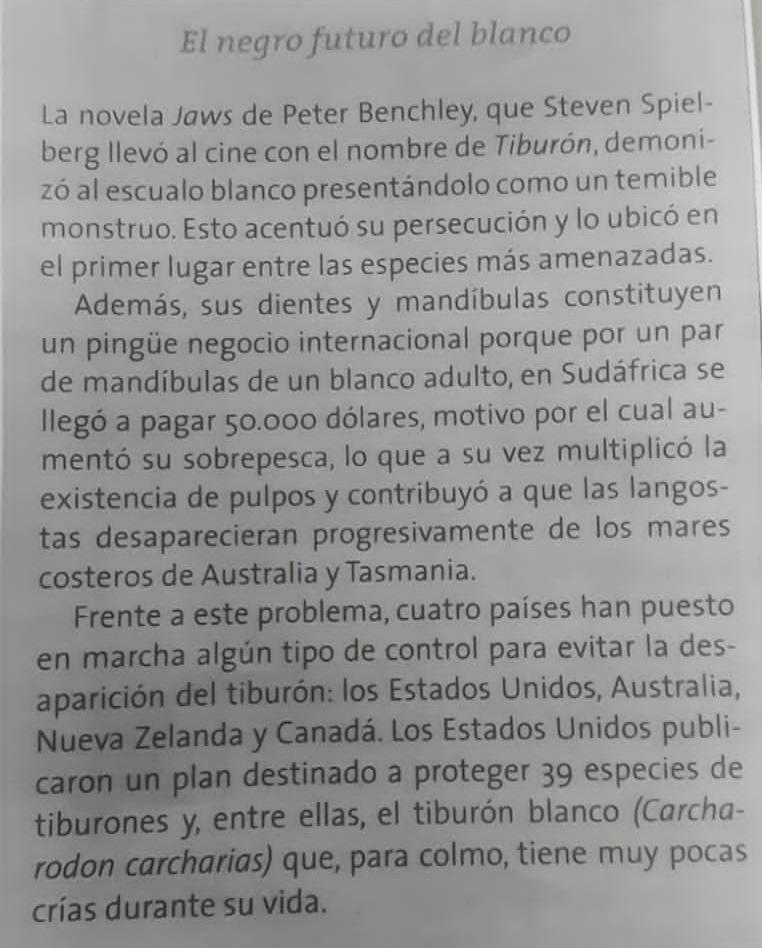 El negro futuro del blanco
La novela Jaws de Peter Benchley, que Steven Spiel-
berg llevó al cine con el nombre de Tiburón, demoni-
zó al escualo blanco presentándolo como un temible
monstruo. Esto acentuó su persecución y lo ubicó en
el primer lugar entre las especies más amenazadas.
Además, sus dientes y mandíbulas constituyen
un pingüe negocio internacional porque por un par
de mandíbulas de un blanco adulto, en Sudáfrica se
llegó a pagar 50.000 dólares, motivo por el cual au-
mentó su sobrepesca, lo que a su vez multiplicó la
existencia de pulpos y contribuyó a que las langos-
tas desaparecieran progresivamente de los mares
costeros de Australia y Tasmania.
Frente a este problema, cuatro países han puesto
en marcha algún tipo de control para evitar la des-
aparición del tiburón: los Estados Unidos, Australia,
Nueva Zelanda y Canadá. Los Estados Unidos publi-
caron un plan destinado a proteger 39 especies de
tiburones y, entre ellas, el tiburón blanco (Carcha-
rodon carcharias) que, para colmo, tiene muy pocas
crías durante su vida.